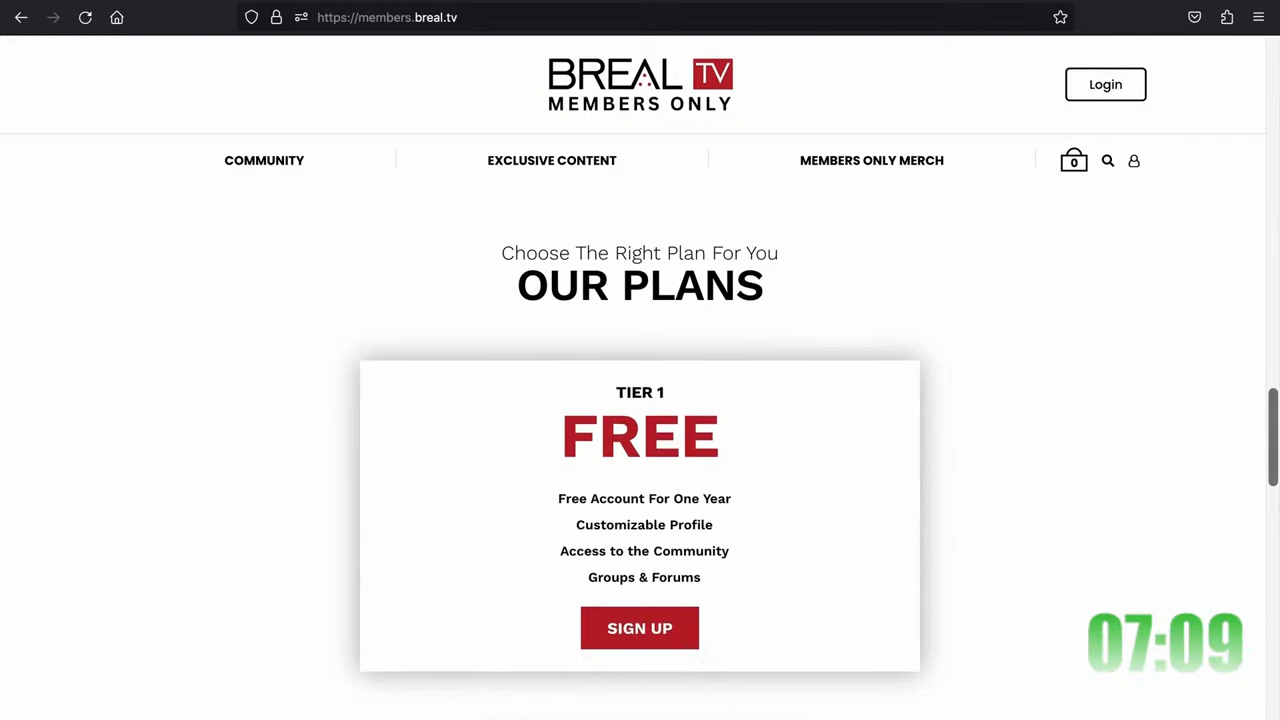 https://members.breal.tv
BREAL TV
MEMBERS ONLY
Login
COMMUNITY
EXCLUSIVE CONTENT
MEMBERS ONLY MERCH
0
Choose The Right Plan For You
OUR PLANS
TIER 1
FREE
Free Account For One Year
Customizable Profile
Access to the Community
Groups & Forums
SIGN UP
07:09